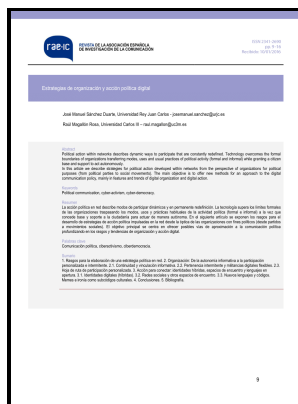 raeic
REVISTA DE LA ASOCIACIÓN ESPAÑOLA
DE INVESTIGACIÓN DE LA COMUNICACIÓN
Estrategias de organización y acción política digital
José Manuel Sánchez Duarte, Universidad Rey Juan Carlos - josemanuel.sanchez@urjc.es
Raúl Magallón Rosa, Universidad Carlos III – raul.magallon@uc3m.es
Abstract
Political action within networks describes dynamic ways to participate that are constantly redefined. Technology overcomes the formal
boundaries of organizations transferring modes, uses and usual practices of political activity (formal and informal) while granting a citizen
base and support to act autonomously.
In this article we describe strategies for political action developed within networks from the perspective of organizations for political
purposes (from political parties to social movements). The main objective is to offer new methods for an approach to the digital
communication policy, mainly in features and trends of digital organization and digital action.
Keywords
Political communication, cyber-activism, cyber-democracy.
Resumen
La acción política en red describe modos de participar dinámicos y en permanente redefinición. La tecnología supera los límites formales
de las organizaciones traspasando los modos, usos y prácticas habituales de la actividad política (formal e informal) a la vez que
concede base y soporte a la ciudadanía para actuar de manera autónoma. En el siguiente artículo se exponen los rasgos para el
desarrollo de estrategias de acción política impulsadas en la red desde la óptica de las organizaciones con fines políticos (desde partidos
a movimientos sociales). El objetivo principal se centra en ofrecer posibles vías de aproximación a la comunicación política
profundizando en los rasgos y tendencias de organización y acción digital.
Palabras clave
Comunicación política, ciberactivismo, ciberdemocracia.
Sumario
1. Rasgos para la elaboración de una estrategia política en red. 2. Organización: De la autonomía informativa a la participación
personalizada e intermitente. 2.1. Continuidad y vinculación informativa. 2.2. Pertenencia intermitente y militancias digitales flexibles. 2.3.
Hoja de ruta de participación personalizada. 3. Acción para conectar: identidades híbridas, espacios de encuentro y lenguajes en
apertura. 3.1. Identidades digitales (híbridas). 3.2. Redes sociales y otros espacios de encuentro. 3.3. Nuevos lenguajes y códigos.
Memes e ironía como subcódigos culturales. 4. Conclusiones. 5. Bibliografía.
9